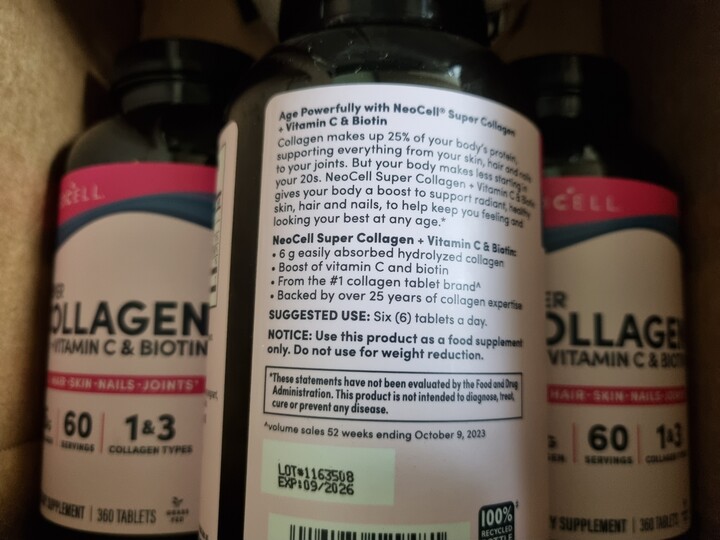 Age Powerfully with NeoCell® Super Collagen
+ Vitamin C & Biotin
Collagen makes up 25% of your body's protein,
supporting everything from your skin, hair and nails
to your joints. But your body makes less starting in
your 20s. NeoCell Super Collagen + Vitamin C & Biotin
gives your body a boost to support radiant, healthy
skin, hair and nails, to help keep you feeling and
looking your best at any age.*
NeoCell Super Collagen + Vitamin C & Biotin:
• 6 g easily absorbed hydrolyzed collagen
• Boost of vitamin C and biotin
• From the #1 collagen tablet brand^
• Backed by over 25 years of collagen expertise
SUGGESTED USE: Six (6) tablets a day.
NOTICE: Use this product as a food supplement
only. Do not use for weight reduction.
*These statements have not been evaluated by the Food and Drug
Administration. This product is not intended to diagnose, treat,
cure or prevent any disease.
^volume sales 52 weeks ending October 9, 2023
LOT#1163508
EXP:09/2026
100%
RECYCLED
BOTTLE
CELL
ER
OLLAGEN
VITAMIN C & BIOTIN
HAIR·SKIN·NAILS·JOINTS*
60
SERVINGS
1&3
COLLAGEN TYPES
SUPPLEMENT | 360 TABLETS
GRASS
FED
CELL
ER
OLLAGEN
VITAMIN C & BIOTIN
HAIR·SKIN·NAILS·JOINTS
60
SERVINGS
1&3
COLLAGEN TYPES
Y SUPPLEMENT | 360 TABLETS